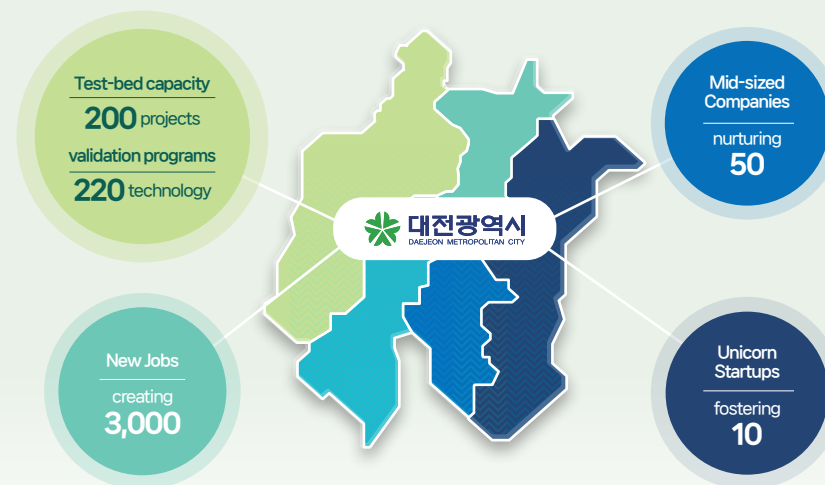 Test-bed capacity
200 projects
validation programs
220 technology
Mid-sized
Companies
nurturing
50
대전광역시
DAEJEON METROPOLITAN CITY
New Jobs
creating
3,000
Unicorn
Startups
fostering
10